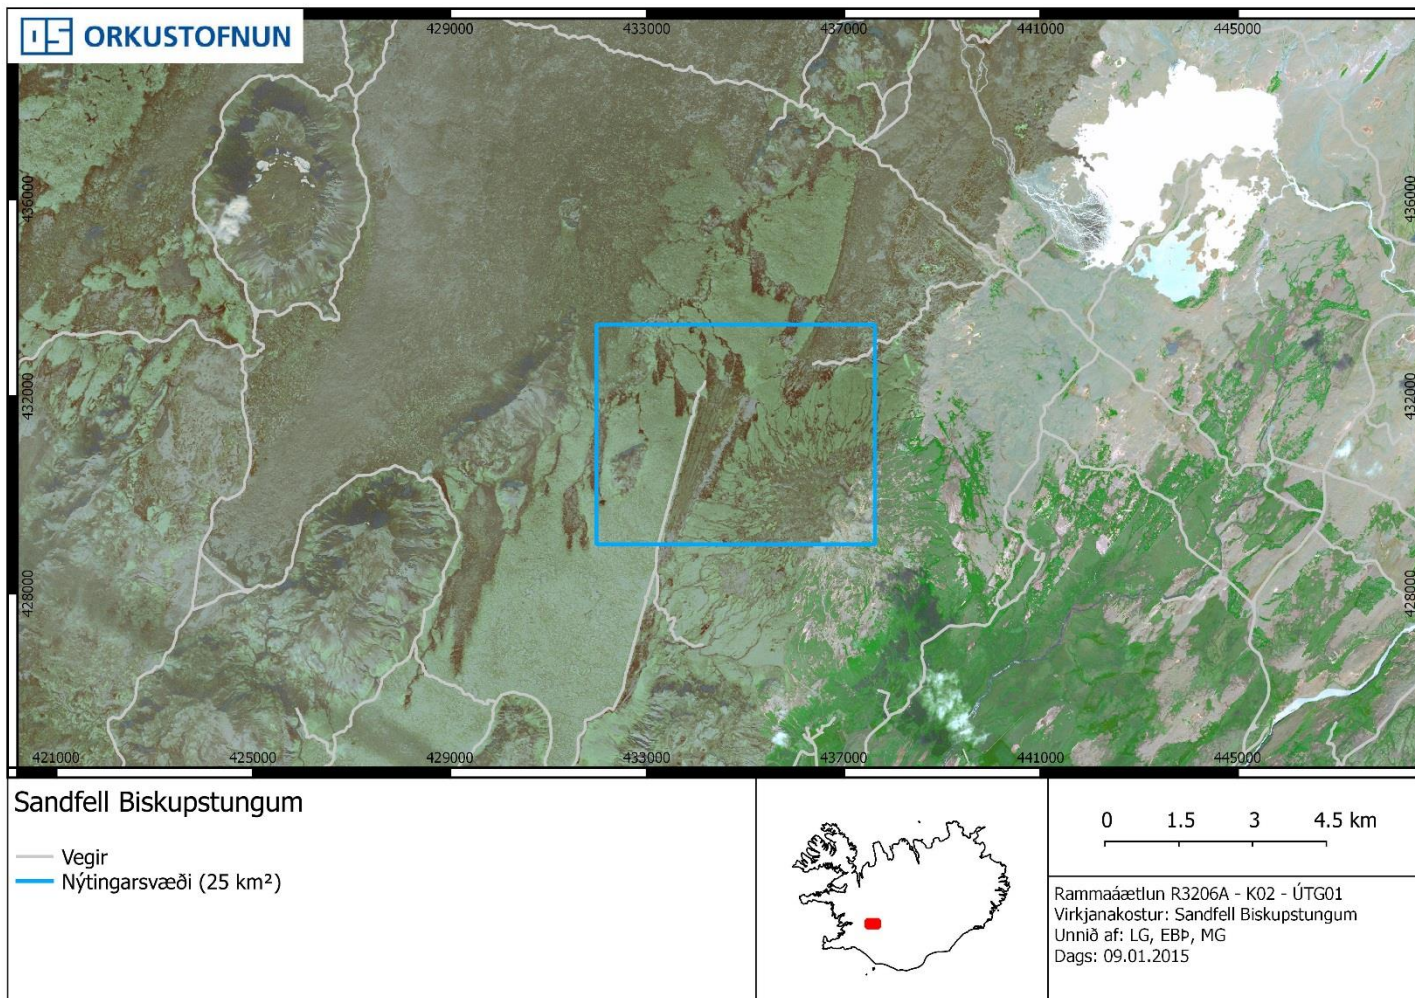 OS ORKUSTOFNUN
429000 433000 437000 441000 445000
436000 436000
432000 432000
428000 428000
421000 425000 429000 433000 437000 441000 445000
Sandfell Biskupstungum
Vegir
Nýtingarsvæði (25 km²)
0 1.5 3 4.5 km
Rammaáætlun R3206A - K02 - ÚTG01
Virkjanakostur: Sandfell Biskupstungum
Unnið af: LG, EBÞ, MG
Dags: 09.01.2015